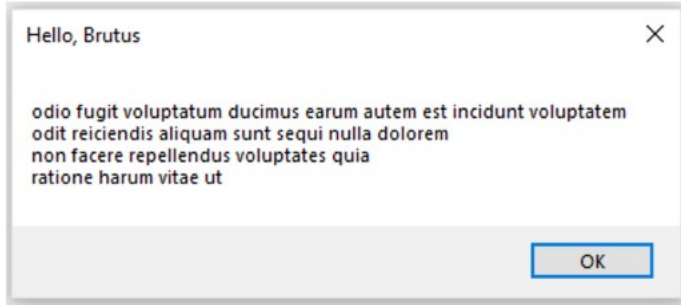 Hello, Brutus
odio fugit voluptatum ducimus earum autem est incidunt voluptatem
odit reiciendis aliquam sunt sequi nulla dolorem
non facere repellendus voluptates quia
ratione harum vitae ut
OK